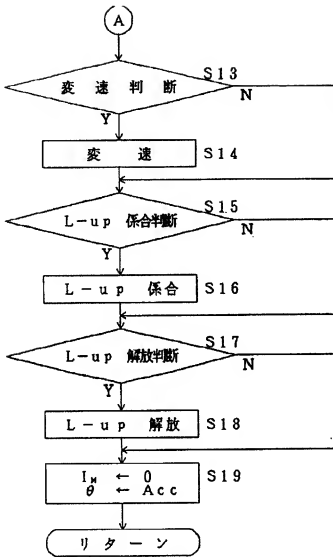 A
S13
変速判断
N
Y
変速
S14
S15
L-up 係合判断
N
Y
L-up 係合
S16
S17
L-up 解放判断
N
Y
L-up 解放
S18
I_M ← 0
S19
θ ← Acc
リターン